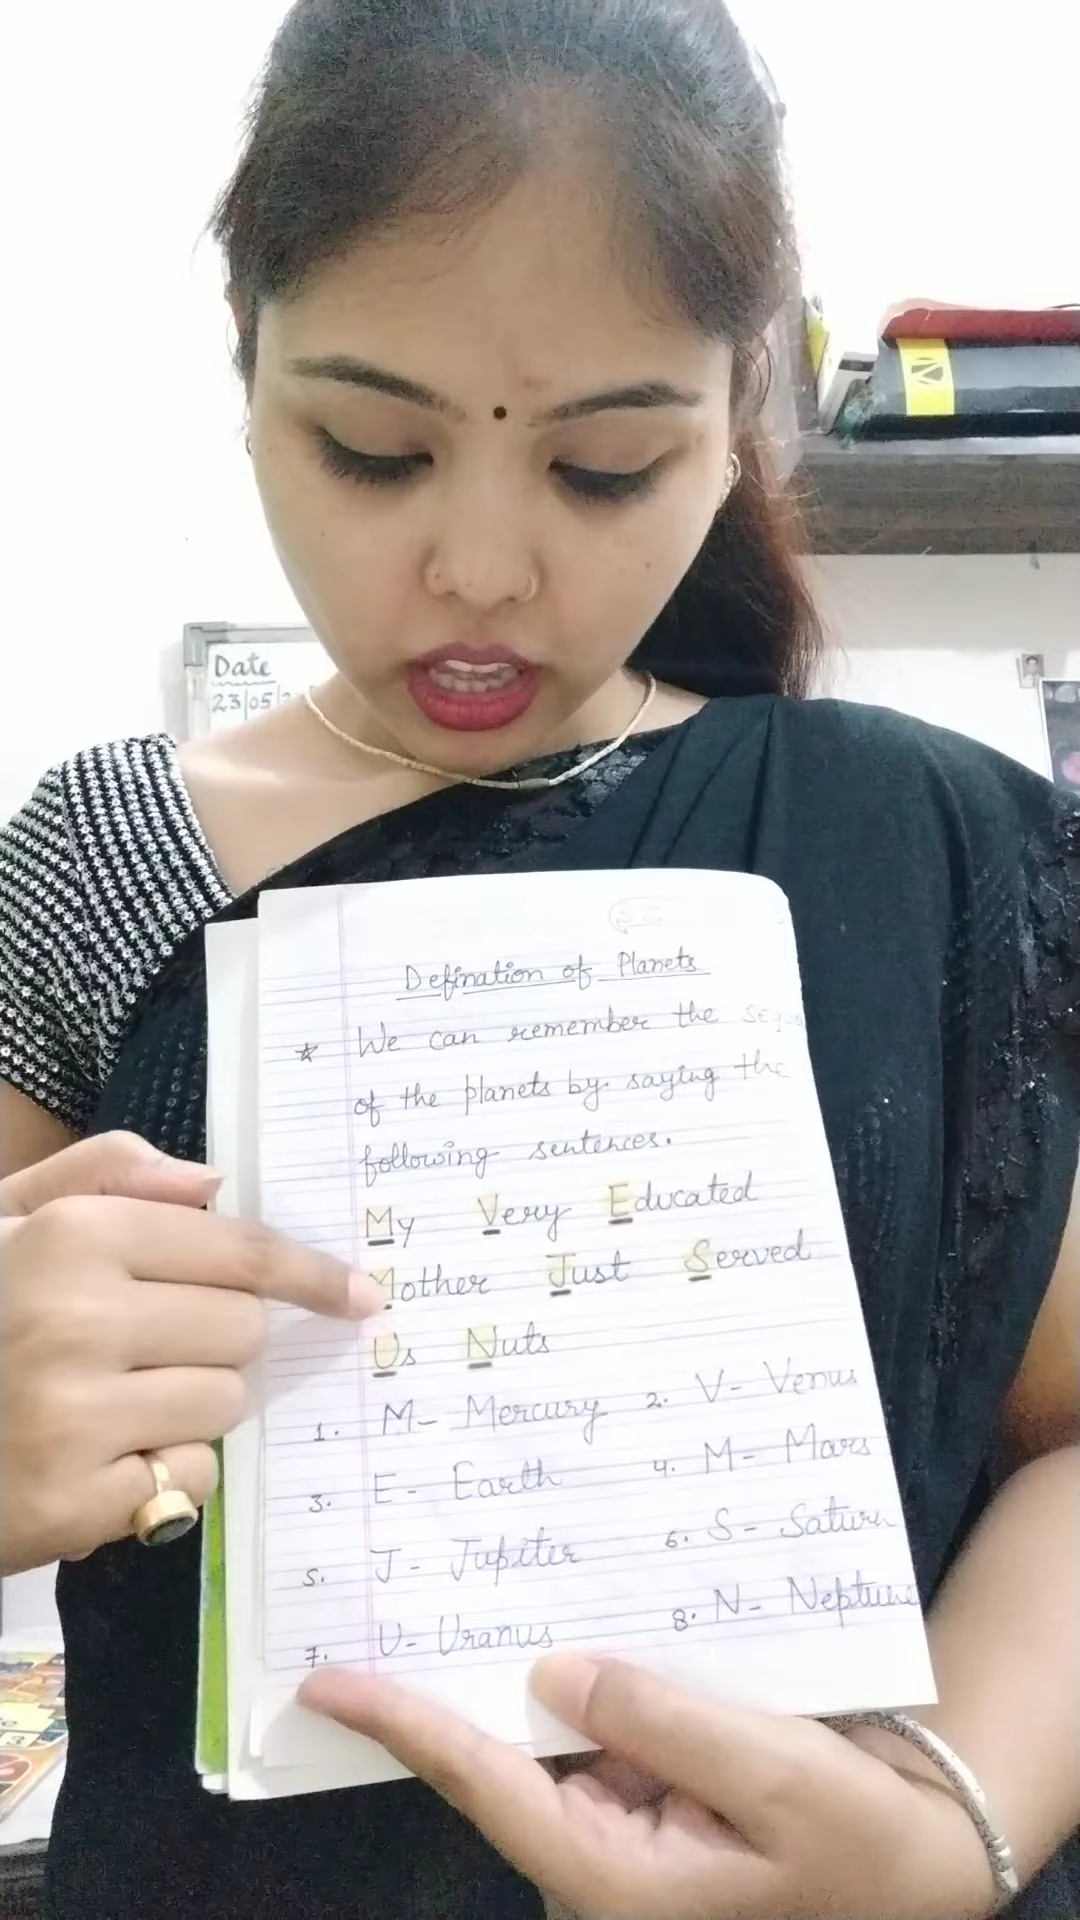 Date
23/05/
Defination of Planets
We can remember the
of the planets by saying the
following sentences.
My Very Educated
Mother Just Served
Us Nuts
1. M- Mercury 2. V- Venus
3. E- Earth 4. M- Mars
5. J- Jupiter 6. S- Saturn
7. U- Uranus 8. N- Neptune